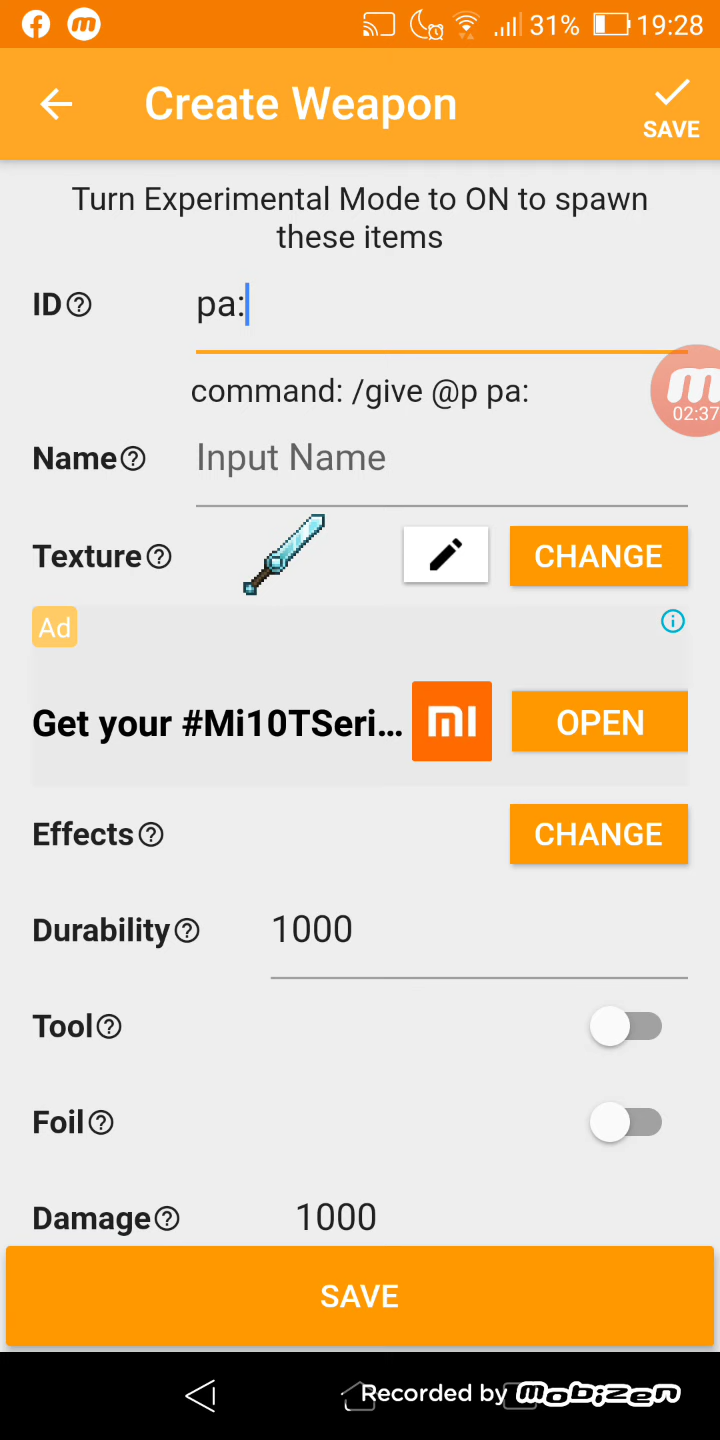 31% 19:28
Create Weapon
SAVE
Turn Experimental Mode to ON to spawn
these items
ID
pa:
command: /give @p pa:
02:37
Name
Input Name
Texture
CHANGE
Ad
Get your #Mi10TSeri...
mi
OPEN
Effects
CHANGE
Durability
1000
Tool
Foil
Damage
1000
SAVE
Recorded by mobizen